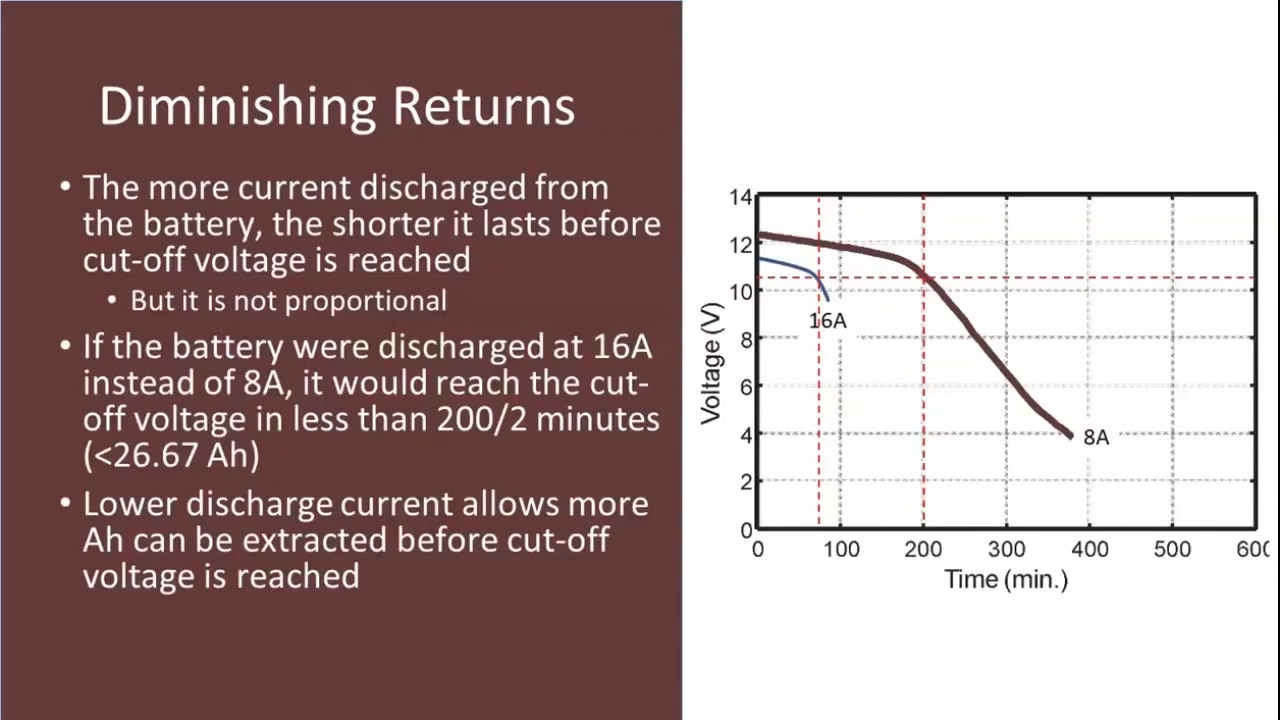 Diminishing Returns
• The more current discharged from
the battery, the shorter it lasts before
cut-off voltage is reached
• But it is not proportional
• If the battery were discharged at 16A
instead of 8A, it would reach the cut-
off voltage in less than 200/2 minutes
(<26.67 Ah)
• Lower discharge current allows more
Ah can be extracted before cut-off
voltage is reached
Voltage (V)
14
12
10
8
6
4
2
0
16A
8A
0 100 200 300 400 500 600
Time (min.)